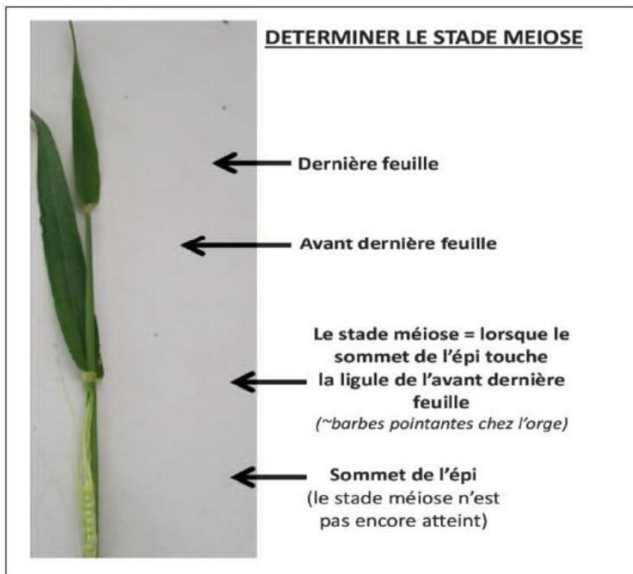 DETERMINER LE STADE MEIOSE
Dernière feuille
Avant dernière feuille
Le stade méiose = lorsque le
sommet de l'épi touche
la ligule de l'avant dernière
feuille
(~barbes pointantes chez l'orge)
Sommet de l'épi
(le stade méiose n'est
pas encore atteint)